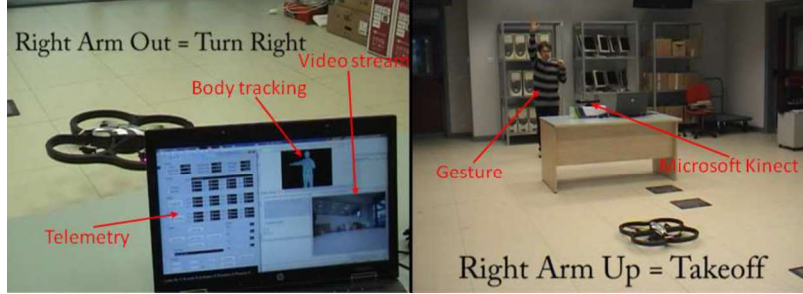 Right Arm Out = Turn Right
Video stream
Body tracking
Telemetry
Gesture
Microsoft Kinect
Right Arm Up = Takeoff